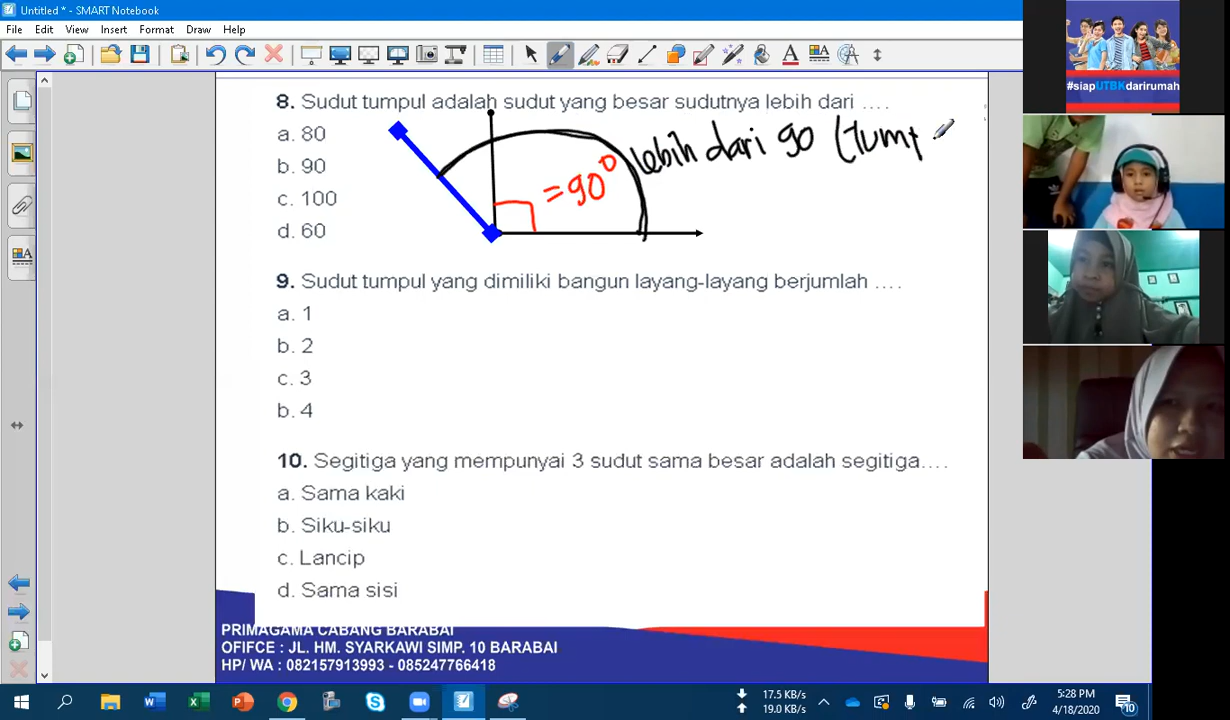 Untitled * - SMART Notebook
File Edit View Insert Format Draw Help
#siapUTBKdarirumah
8. Sudut tumpul adalah sudut yang besar sudutnya lebih dari ....
a. 80
b. 90
c. 100
d. 60
= 90°
lebih dari 90 (Tump
9. Sudut tumpul yang dimiliki bangun layang-layang berjumlah ....
a. 1
b. 2
c. 3
b. 4
10. Segitiga yang mempunyai 3 sudut sama besar adalah segitiga....
a. Sama kaki
b. Siku-siku
c. Lancip
d. Sama sisi
PRIMAGAMA CABANG BARABAI
OFIFCE : JL. HM. SYARKAWI SIMP. 10 BARABAI
HP/ WA : 082157913993 - 085247766418
17.5 KB/s
19.0 KB/s
5:28 PM
4/18/2020
10